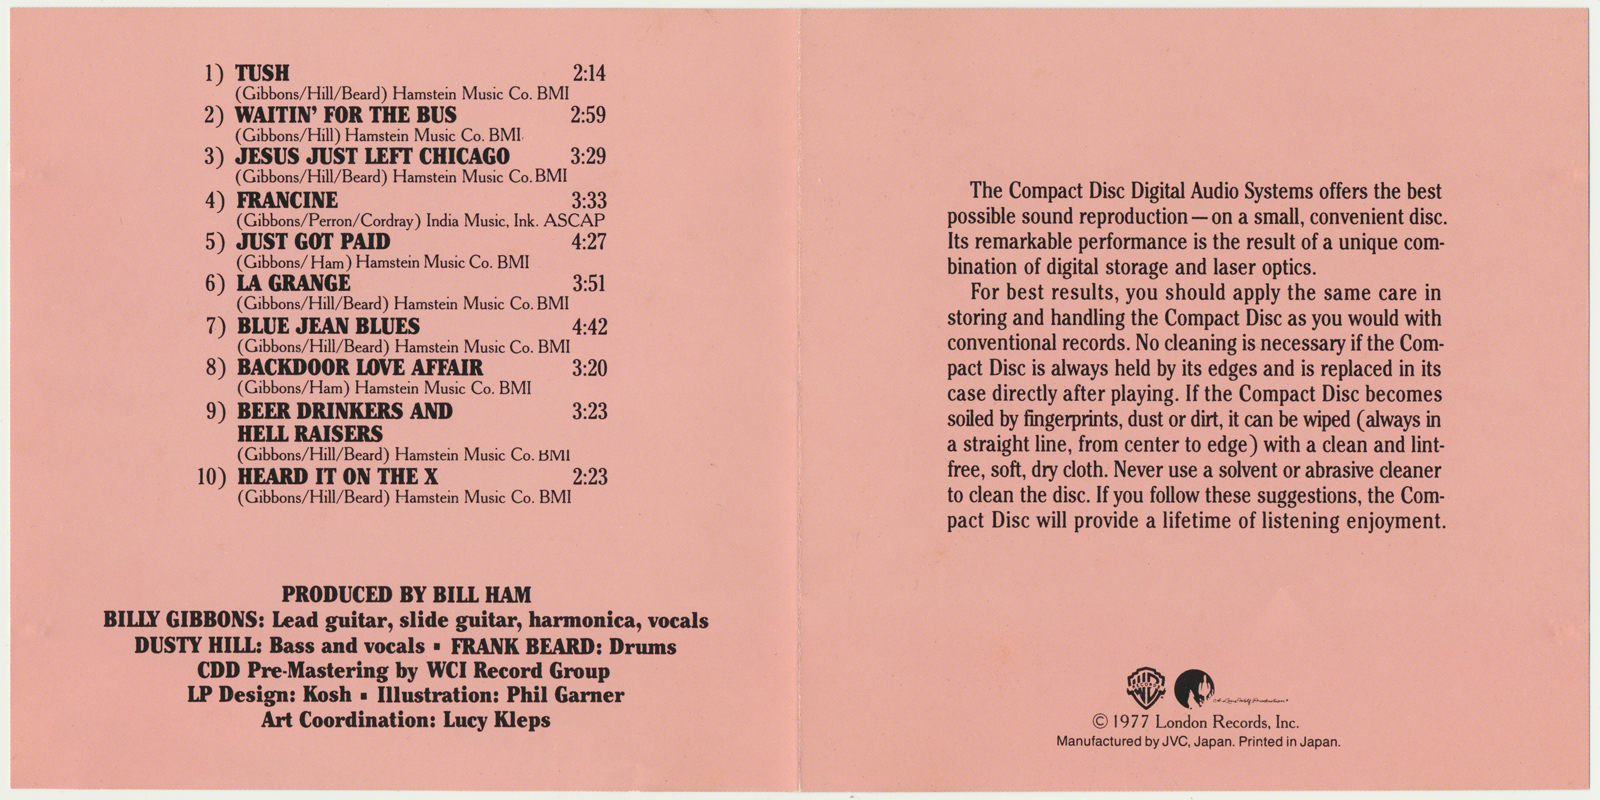 1) TUSH 2:14
(Gibbons/Hill/Beard) Hamstein Music Co. BMI
2) WAITIN' FOR THE BUS 2:59
(Gibbons/Hill) Hamstein Music Co. BMI
3) JESUS JUST LEFT CHICAGO 3:29
(Gibbons/Hill/Beard) Hamstein Music Co. BMI
4) FRANCINE 3:33
(Gibbons/Perron/Cordray) India Music, Ink. ASCAP
5) JUST GOT PAID 4:27
(Gibbons/Ham) Hamstein Music Co. BMI
6) LA GRANGE 3:51
(Gibbons/Hill/Beard) Hamstein Music Co. BMI
7) BLUE JEAN BLUES 4:42
(Gibbons/Hill/Beard) Hamstein Music Co. BMI
8) BACKDOOR LOVE AFFAIR 3:20
(Gibbons/Ham) Hamstein Music Co. BMI
9) BEER DRINKERS AND 3:23
HELL RAISERS
(Gibbons/Hill/Beard) Hamstein Music Co. BMI
10) HEARD IT ON THE X 2:23
(Gibbons/Hill/Beard) Hamstein Music Co. BMI
PRODUCED BY BILL HAM
BILLY GIBBONS: Lead guitar, slide guitar, harmonica, vocals
DUSTY HILL: Bass and vocals ▪ FRANK BEARD: Drums
CDD Pre-Mastering by WCI Record Group
LP Design: Kosh ▪ Illustration: Phil Garner
Art Coordination: Lucy Kleps
The Compact Disc Digital Audio Systems offers the best
possible sound reproduction—on a small, convenient disc.
Its remarkable performance is the result of a unique com-
bination of digital storage and laser optics.
For best results, you should apply the same care in
storing and handling the Compact Disc as you would with
conventional records. No cleaning is necessary if the Com-
pact Disc is always held by its edges and is replaced in its
case directly after playing. If the Compact Disc becomes
soiled by fingerprints, dust or dirt, it can be wiped (always in
a straight line, from center to edge) with a clean and lint-
free, soft, dry cloth. Never use a solvent or abrasive cleaner
to clean the disc. If you follow these suggestions, the Com-
pact Disc will provide a lifetime of listening enjoyment.
RECORDS
A Lone Wolf Production
© 1977 London Records, Inc.
Manufactured by JVC, Japan. Printed in Japan.